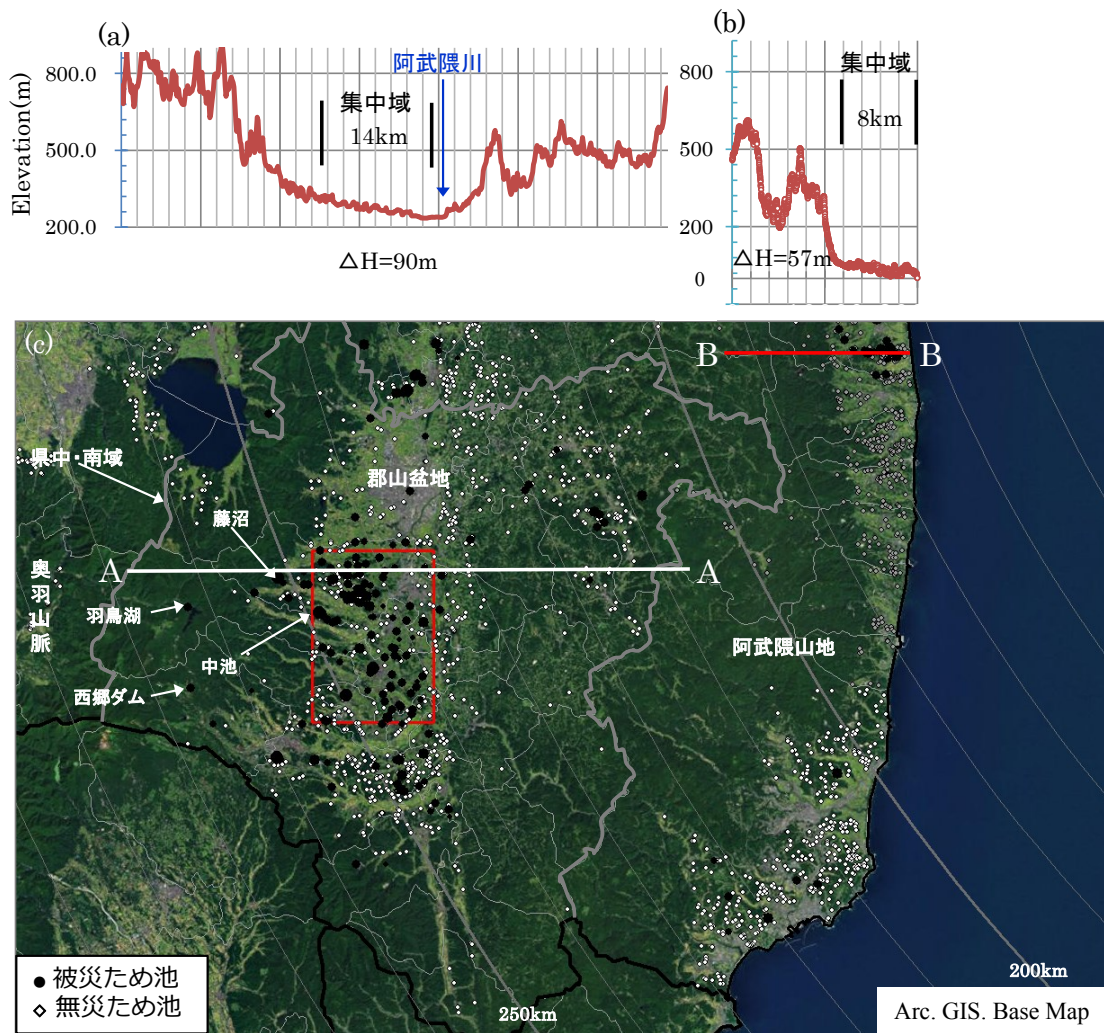 (a)
阿武隈川
800.0
集中域
14km
500.0
200.0
Elevation(m)
△H=90m
(b)
集中域
800
8km
500
200
△H=57m
0
(c)
B
B
県中・南域
郡山盆地
藤沼
奥羽山脈
A
A
羽鳥湖
中池
阿武隈山地
西郷ダム
被災ため池
無災ため池
250km
200km
Arc. GIS. Base Map